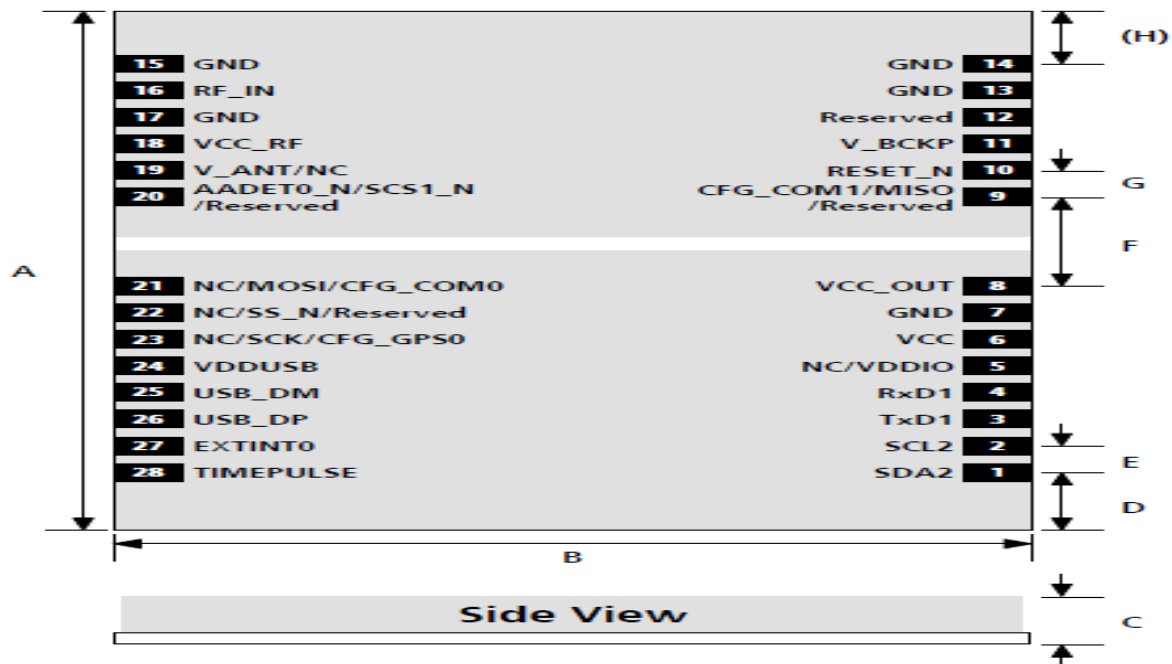 (H)
15 GND GND 14
16 RF_IN GND 13
17 GND Reserved 12
18 VCC_RF V_BCKP 11
19 V_ANT/NC RESET_N 10
20 AADET0_N/SCS1_N CFG_COM1/MISO 9
/Reserved /Reserved
G
F
A
21 NC/MOSI/CFG_COM0 VCC_OUT 8
22 NC/SS_N/Reserved GND 7
23 NC/SCK/CFG_GPS0 VCC 6
24 VDDUSB NC/VDDIO 5
25 USB_DM RxD1 4
26 USB_DP TxD1 3
27 EXTINT0 SCL2 2
E
28 TIMEPULSE SDA2 1
D
B
Side View
C